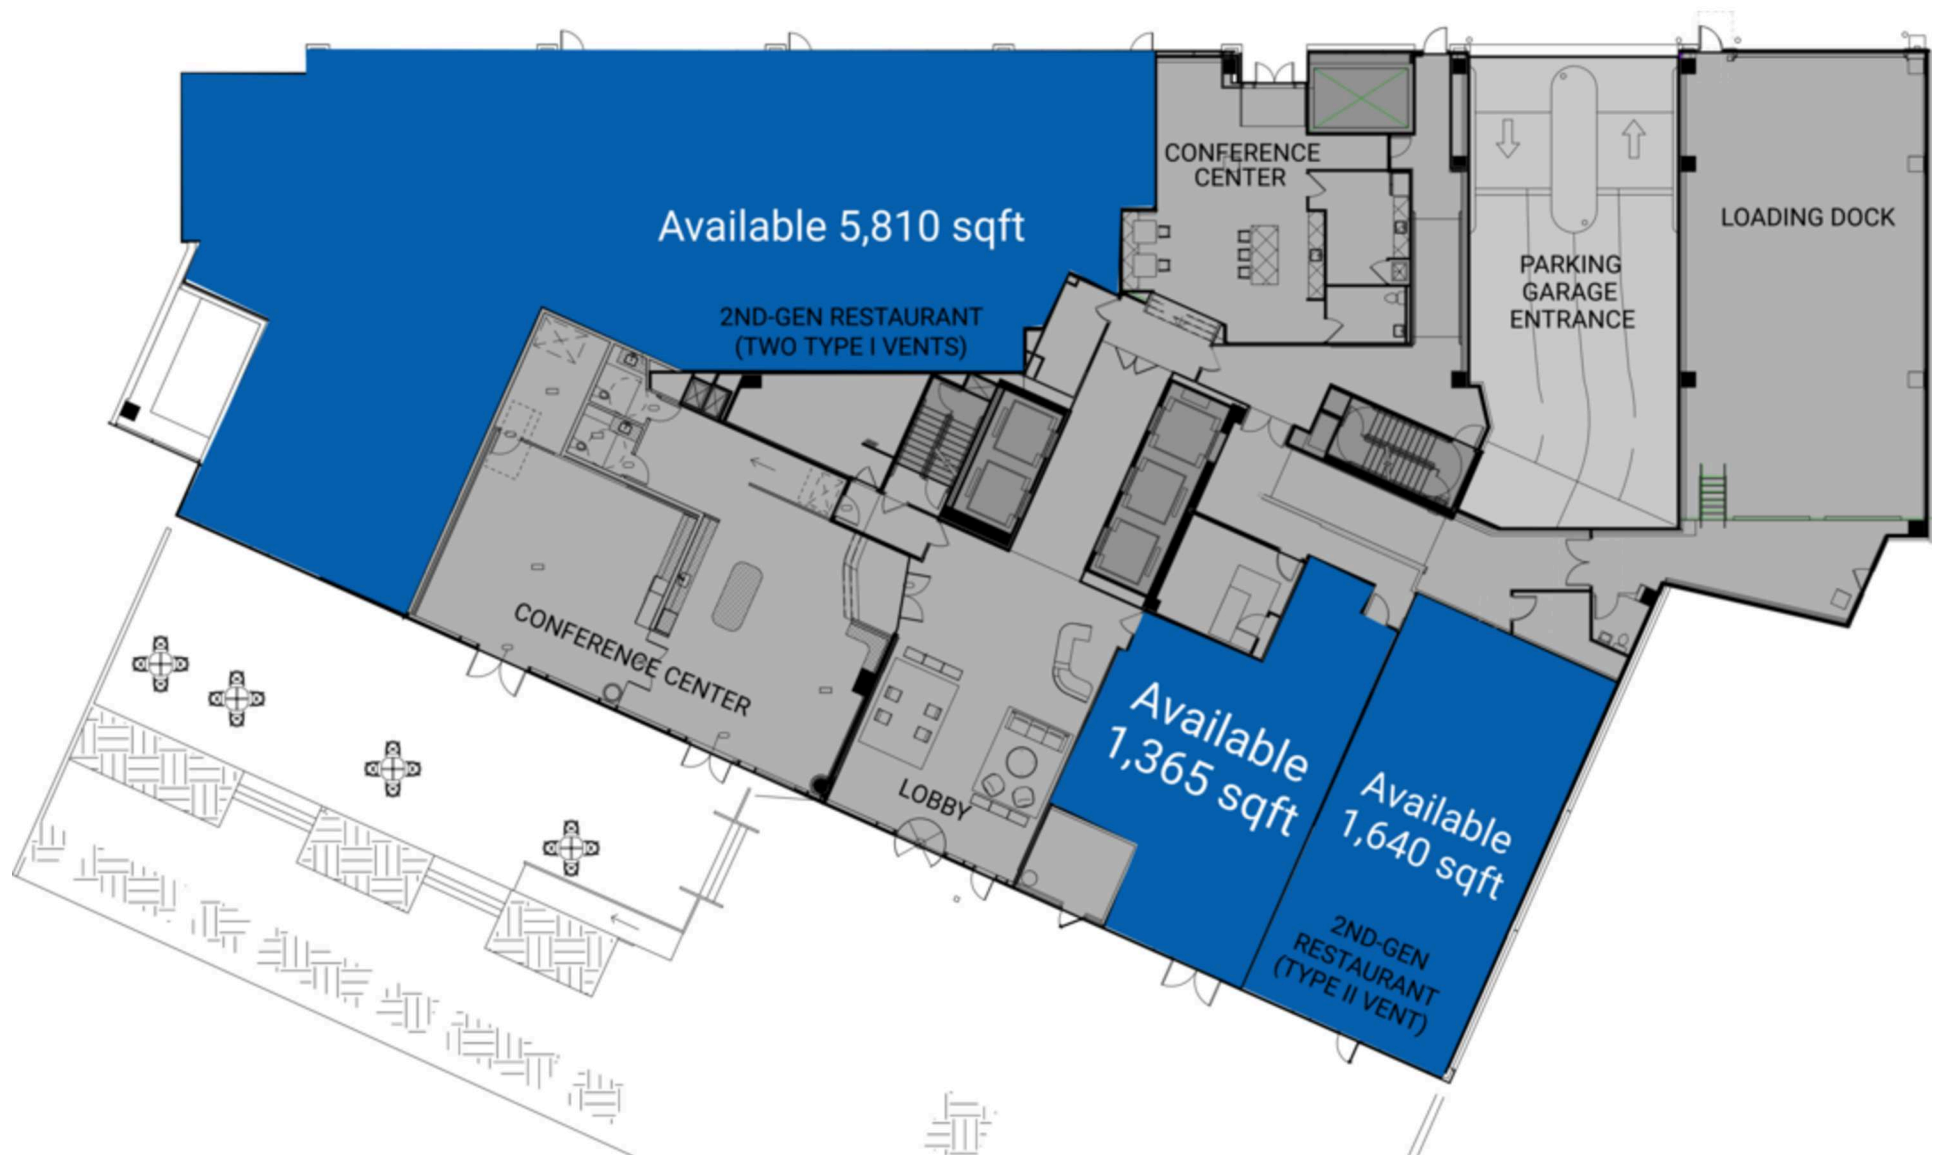 Available 5,810 sqft
2ND-GEN RESTAURANT
(TWO TYPE I VENTS)
CONFERENCE
CENTER
PARKING
GARAGE
ENTRANCE
LOADING DOCK
CONFERENCE CENTER
LOBBY
Available
1,365 sqft
Available
1,640 sqft
2ND-GEN
RESTAURANT
(TYPE II VENT)